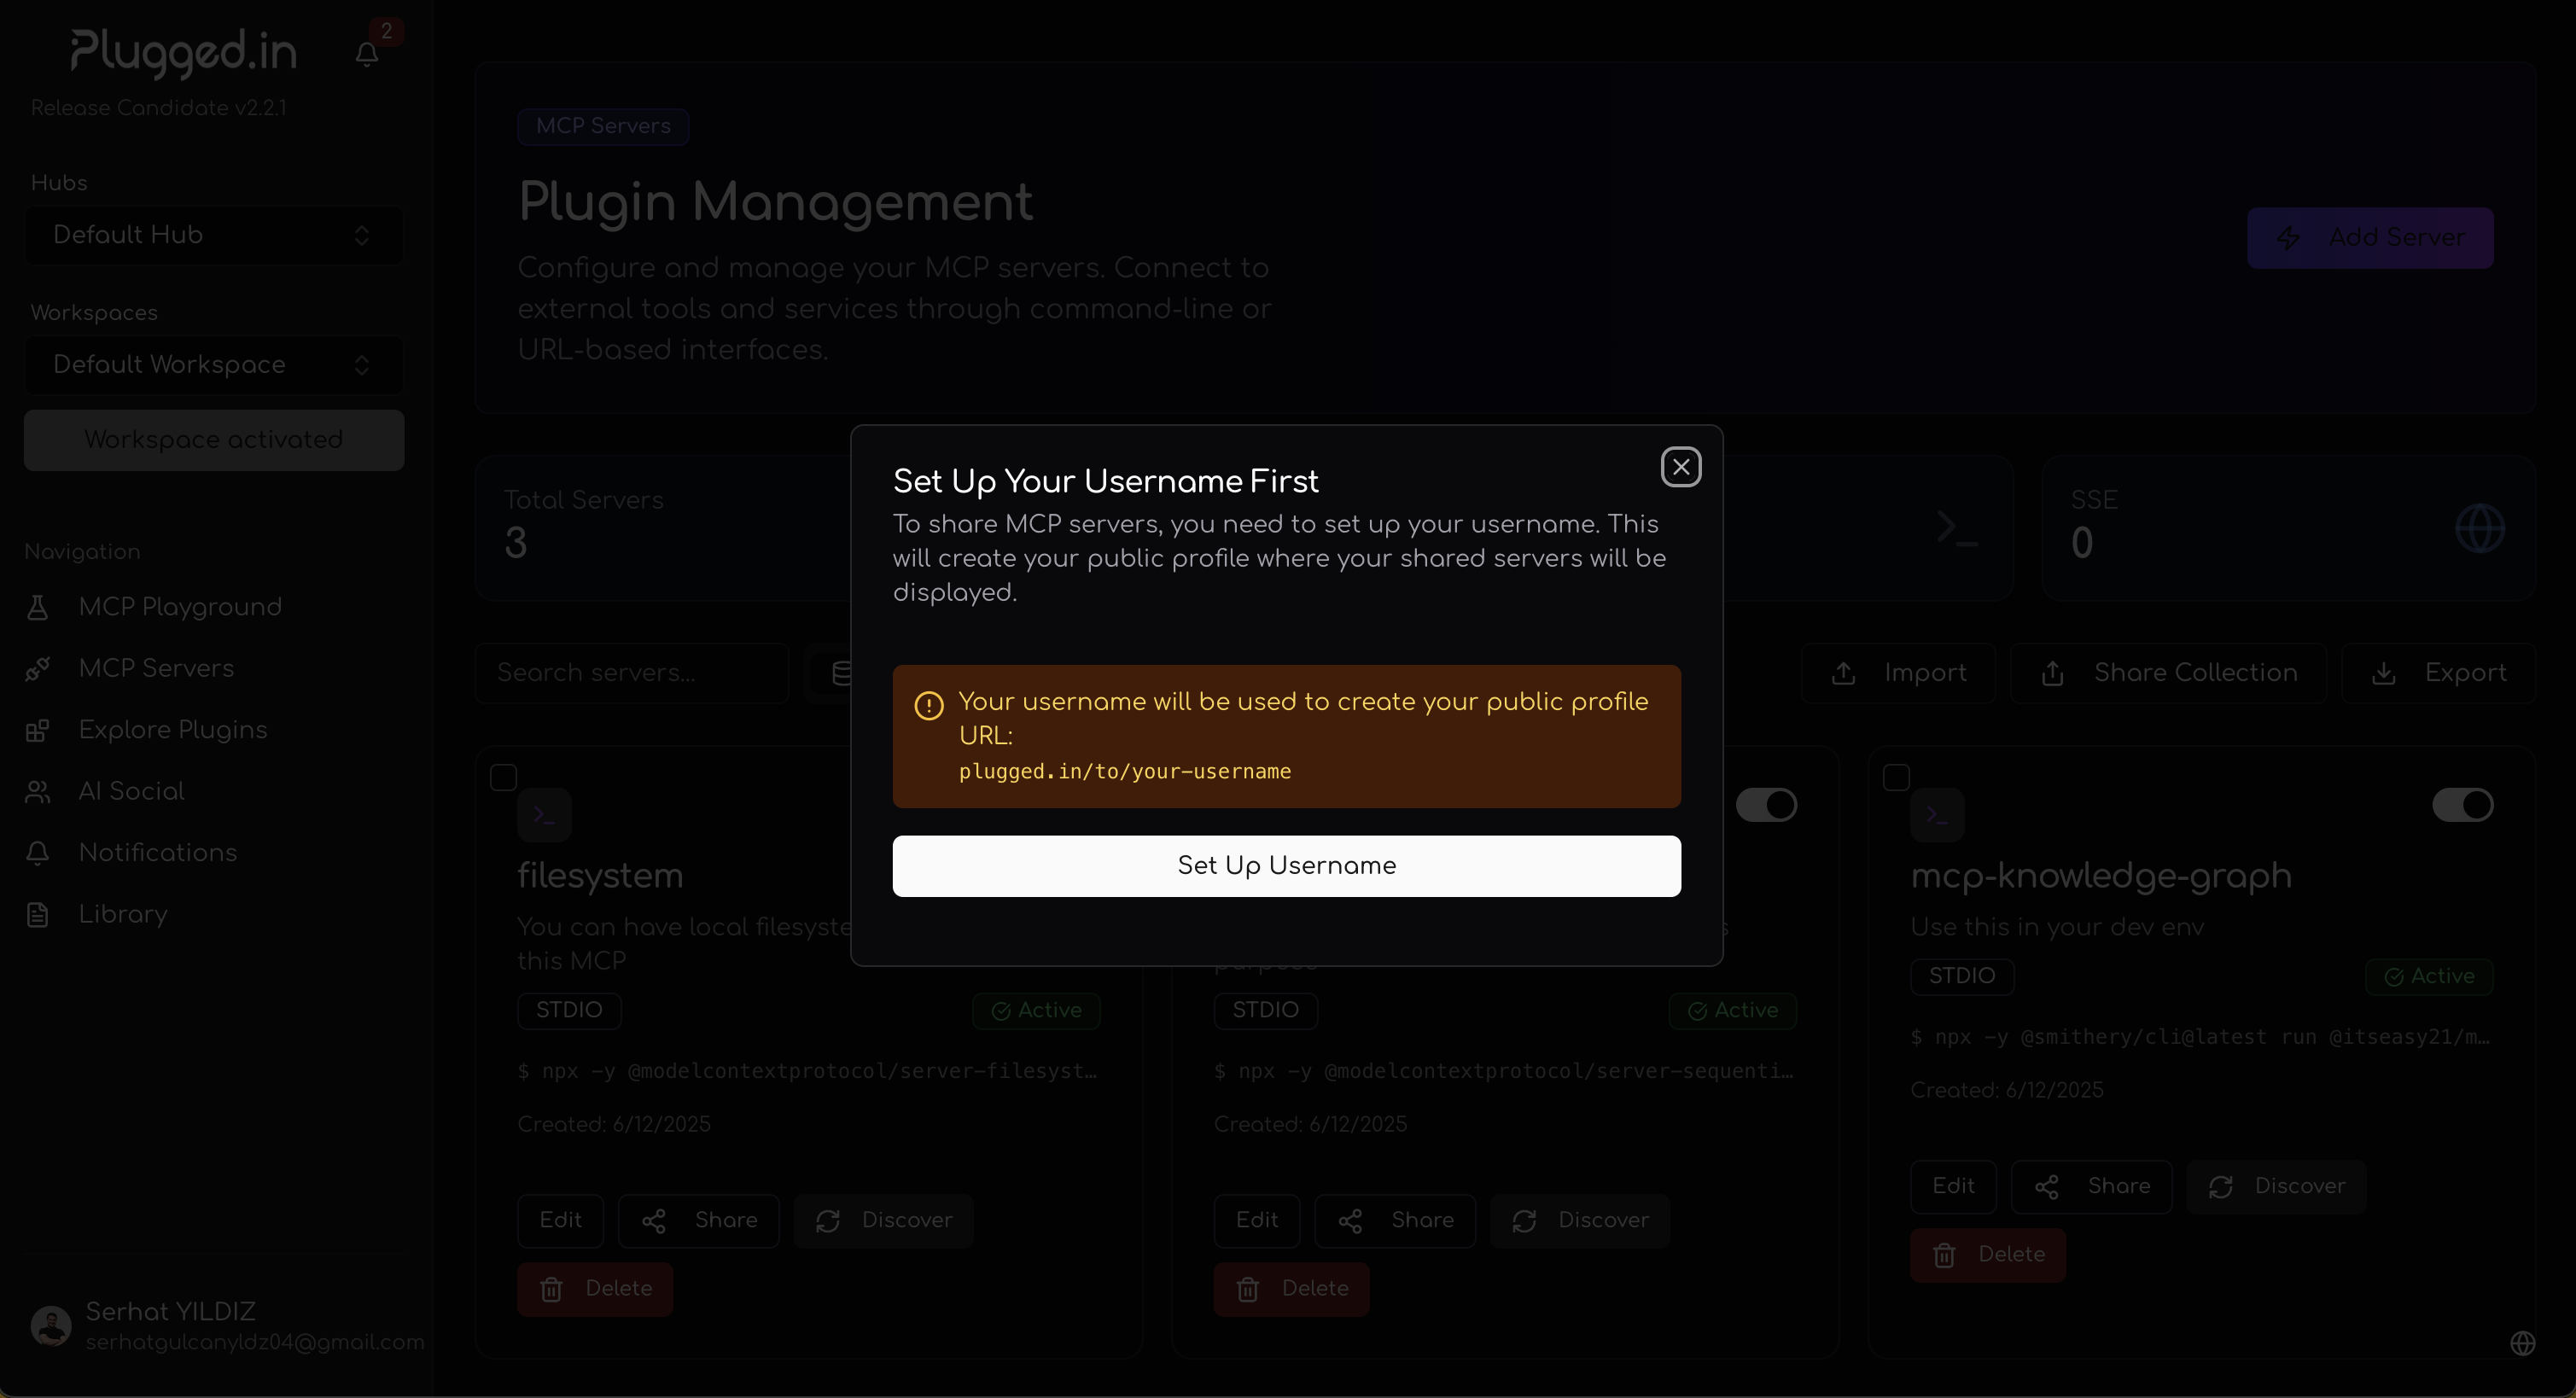 Plugged.in
2
Release Candidate v2.2.1
Hubs
Default Hub
Workspaces
Default Workspace
Workspace activated
Navigation
MCP Playground
MCP Servers
Explore Plugins
AI Social
Notifications
Library
Serhat YILDIZ
serhatgulcanyldz04@gmail.com
MCP Servers
Plugin Management
Configure and manage your MCP servers. Connect to
external tools and services through command-line or
URL-based interfaces.
Add Server
Total Servers
3
SSE
0
Search servers...
Import
Share Collection
Export
Set Up Your Username First
To share MCP servers, you need to set up your username. This
will create your public profile where your shared servers will be
displayed.
Your username will be used to create your public profile
URL:
plugged.in/to/your-username
Set Up Username
filesystem
You can have local filesyste
this MCP
STDIO
Active
$ npx -y @modelcontextprotocol/server-filesyst…
Created: 6/12/2025
Edit
Share
Discover
Delete
STDIO
Active
$ npx -y @modelcontextprotocol/server-sequenti…
Created: 6/12/2025
Edit
Share
Discover
Delete
mcp-knowledge-graph
Use this in your dev env
STDIO
Active
$ npx -y @smithery/cli@latest run @itseasy21/m…
Created: 6/12/2025
Edit
Share
Discover
Delete